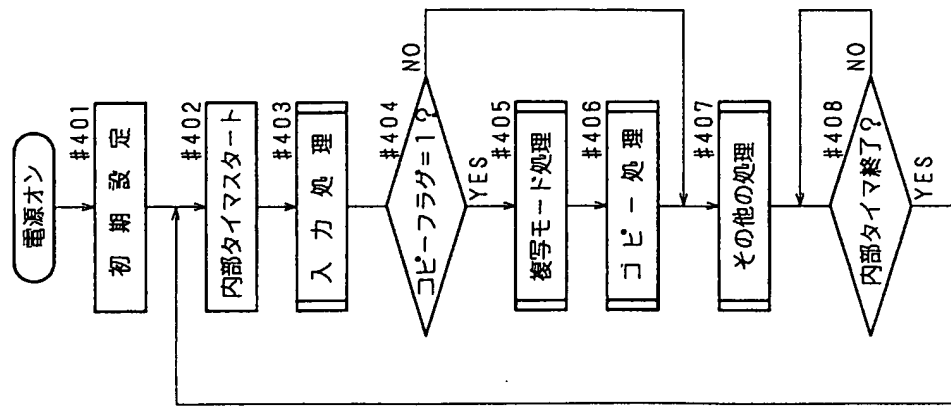 電源オン
#401
初期設定
#402
内部タイマスタート
#403
入力処理
#404
コピーフラグ=1?
NO
YES
#405
複写モード処理
#406
コピー処理
#407
その他の処理
#408
内部タイマ終了?
NO
YES